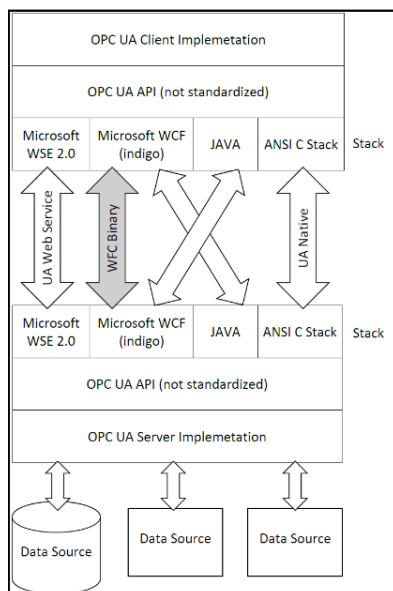 OPC UA Client Implemetation
OPC UA API (not standardized)
Microsoft WSE 2.0
Microsoft WCF (indigo)
JAVA
ANSI C Stack
Stack
UA Web Service
WFC Binary
UA Native
Microsoft WSE 2.0
Microsoft WCF (indigo)
JAVA
ANSI C Stack
Stack
OPC UA API (not standardized)
OPC UA Server Implemetation
Data Source
Data Source
Data Source